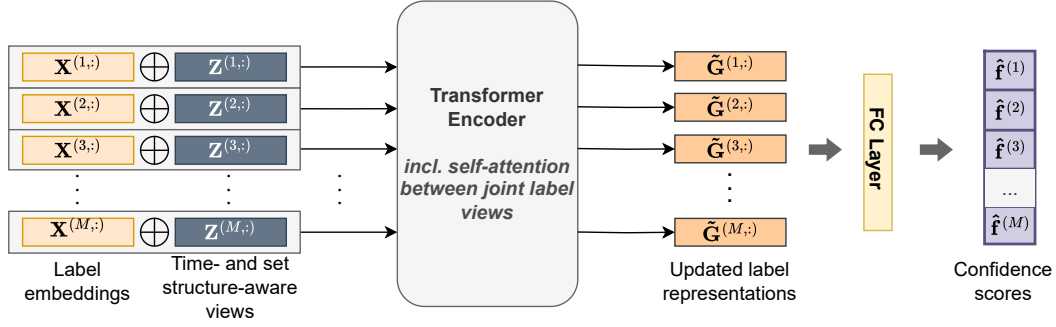 X^(1,:) ⊕ Z^(1,:) G̃^(1,:) f̂^(1)
X^(2,:) ⊕ Z^(2,:) G̃^(2,:) f̂^(2)
X^(3,:) ⊕ Z^(3,:) G̃^(3,:) f̂^(3)
...
X^(M,:) ⊕ Z^(M,:) G̃^(M,:) f̂^(M)
Label
embeddings
Time- and set
structure-aware
views
Transformer
Encoder
incl. self-attention
between joint label
views
Updated label
representations
FC Layer
Confidence
scores